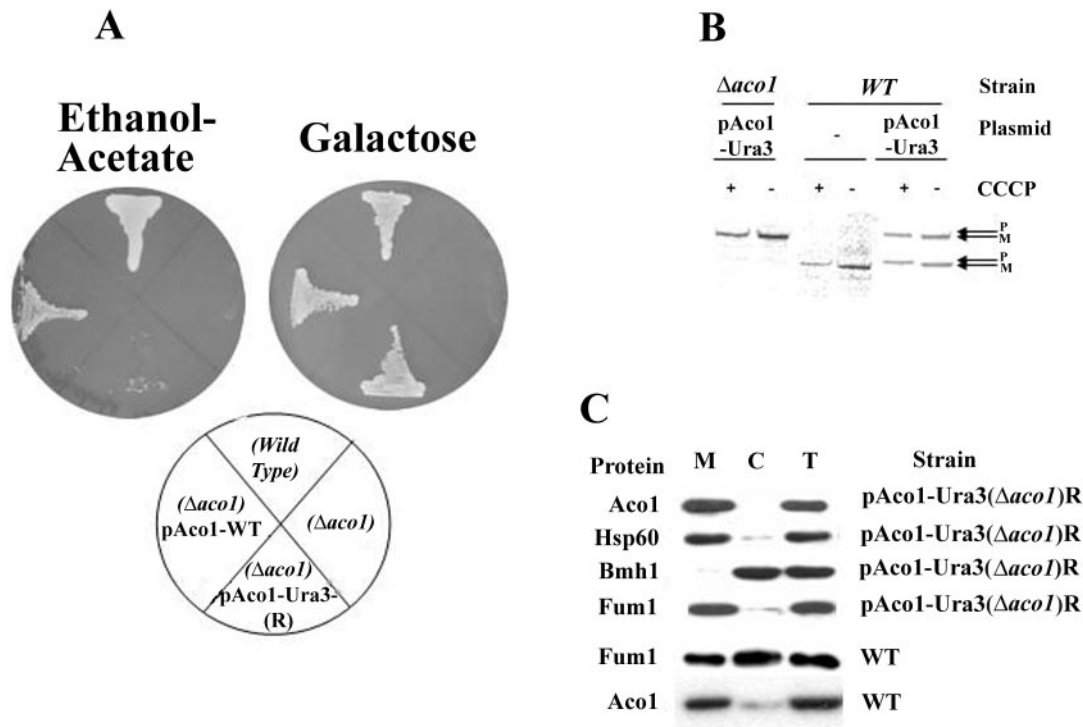 A
Ethanol-
Acetate
Galactose
(Wild
Type)
(Δaco1)
pAco1-WT
(Δaco1)
(Δaco1)
-pAco1-Ura3-
(R)
B
Δaco1 WT Strain
pAco1
-Ura3
-
pAco1
-Ura3
Plasmid
+ - + - + - CCCP
P
M
P
M
C
Protein M C T Strain
Aco1 pAco1-Ura3(Δaco1)R
Hsp60 pAco1-Ura3(Δaco1)R
Bmh1 pAco1-Ura3(Δaco1)R
Fum1 pAco1-Ura3(Δaco1)R
Fum1 WT
Aco1 WT